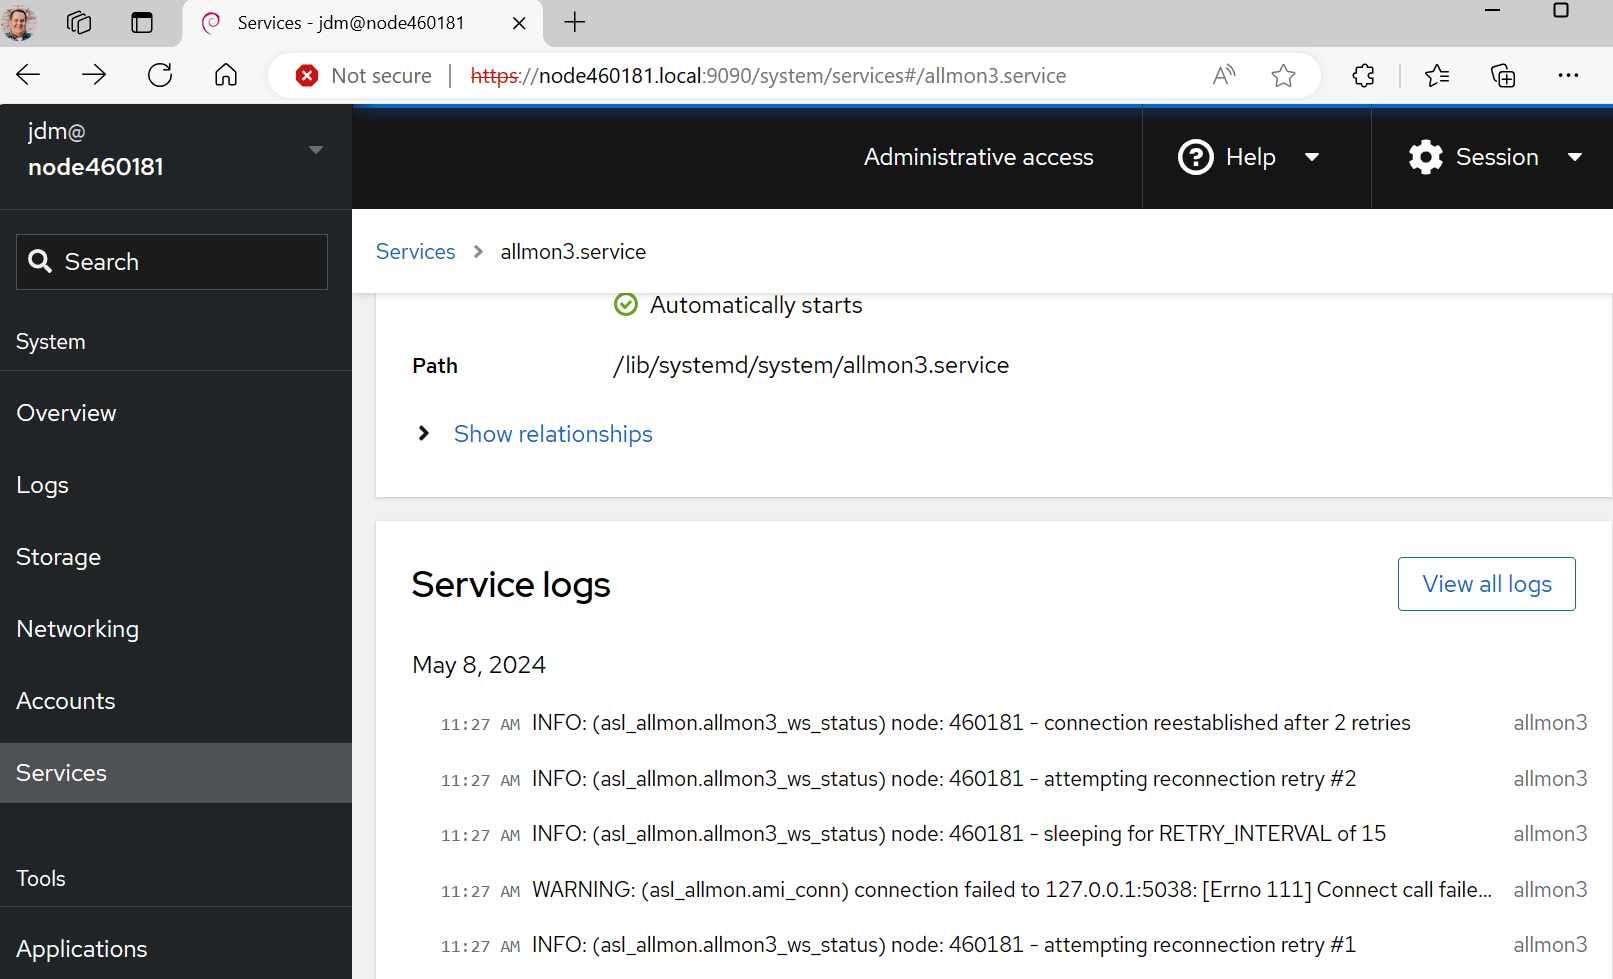 Services - jdm@node460181
Not secure
https://node460181.local:9090/system/services#/allmon3.service
jdm@
node460181
Administrative access
Help
Session
Search
Services
allmon3.service
System
Automatically starts
Path
/lib/systemd/system/allmon3.service
Overview
Show relationships
Logs
Storage
Service logs
View all logs
Networking
May 8, 2024
Accounts
11:27 AM INFO: (asl_allmon.allmon3_ws_status) node: 460181 - connection reestablished after 2 retries allmon3
Services
11:27 AM INFO: (asl_allmon.allmon3_ws_status) node: 460181 - attempting reconnection retry #2 allmon3
11:27 AM INFO: (asl_allmon.allmon3_ws_status) node: 460181 - sleeping for RETRY_INTERVAL of 15 allmon3
Tools
11:27 AM WARNING: (asl_allmon.ami_conn) connection failed to 127.0.0.1:5038: [Errno 111] Connect call faile... allmon3
Applications
11:27 AM INFO: (asl_allmon.allmon3_ws_status) node: 460181 - attempting reconnection retry #1 allmon3